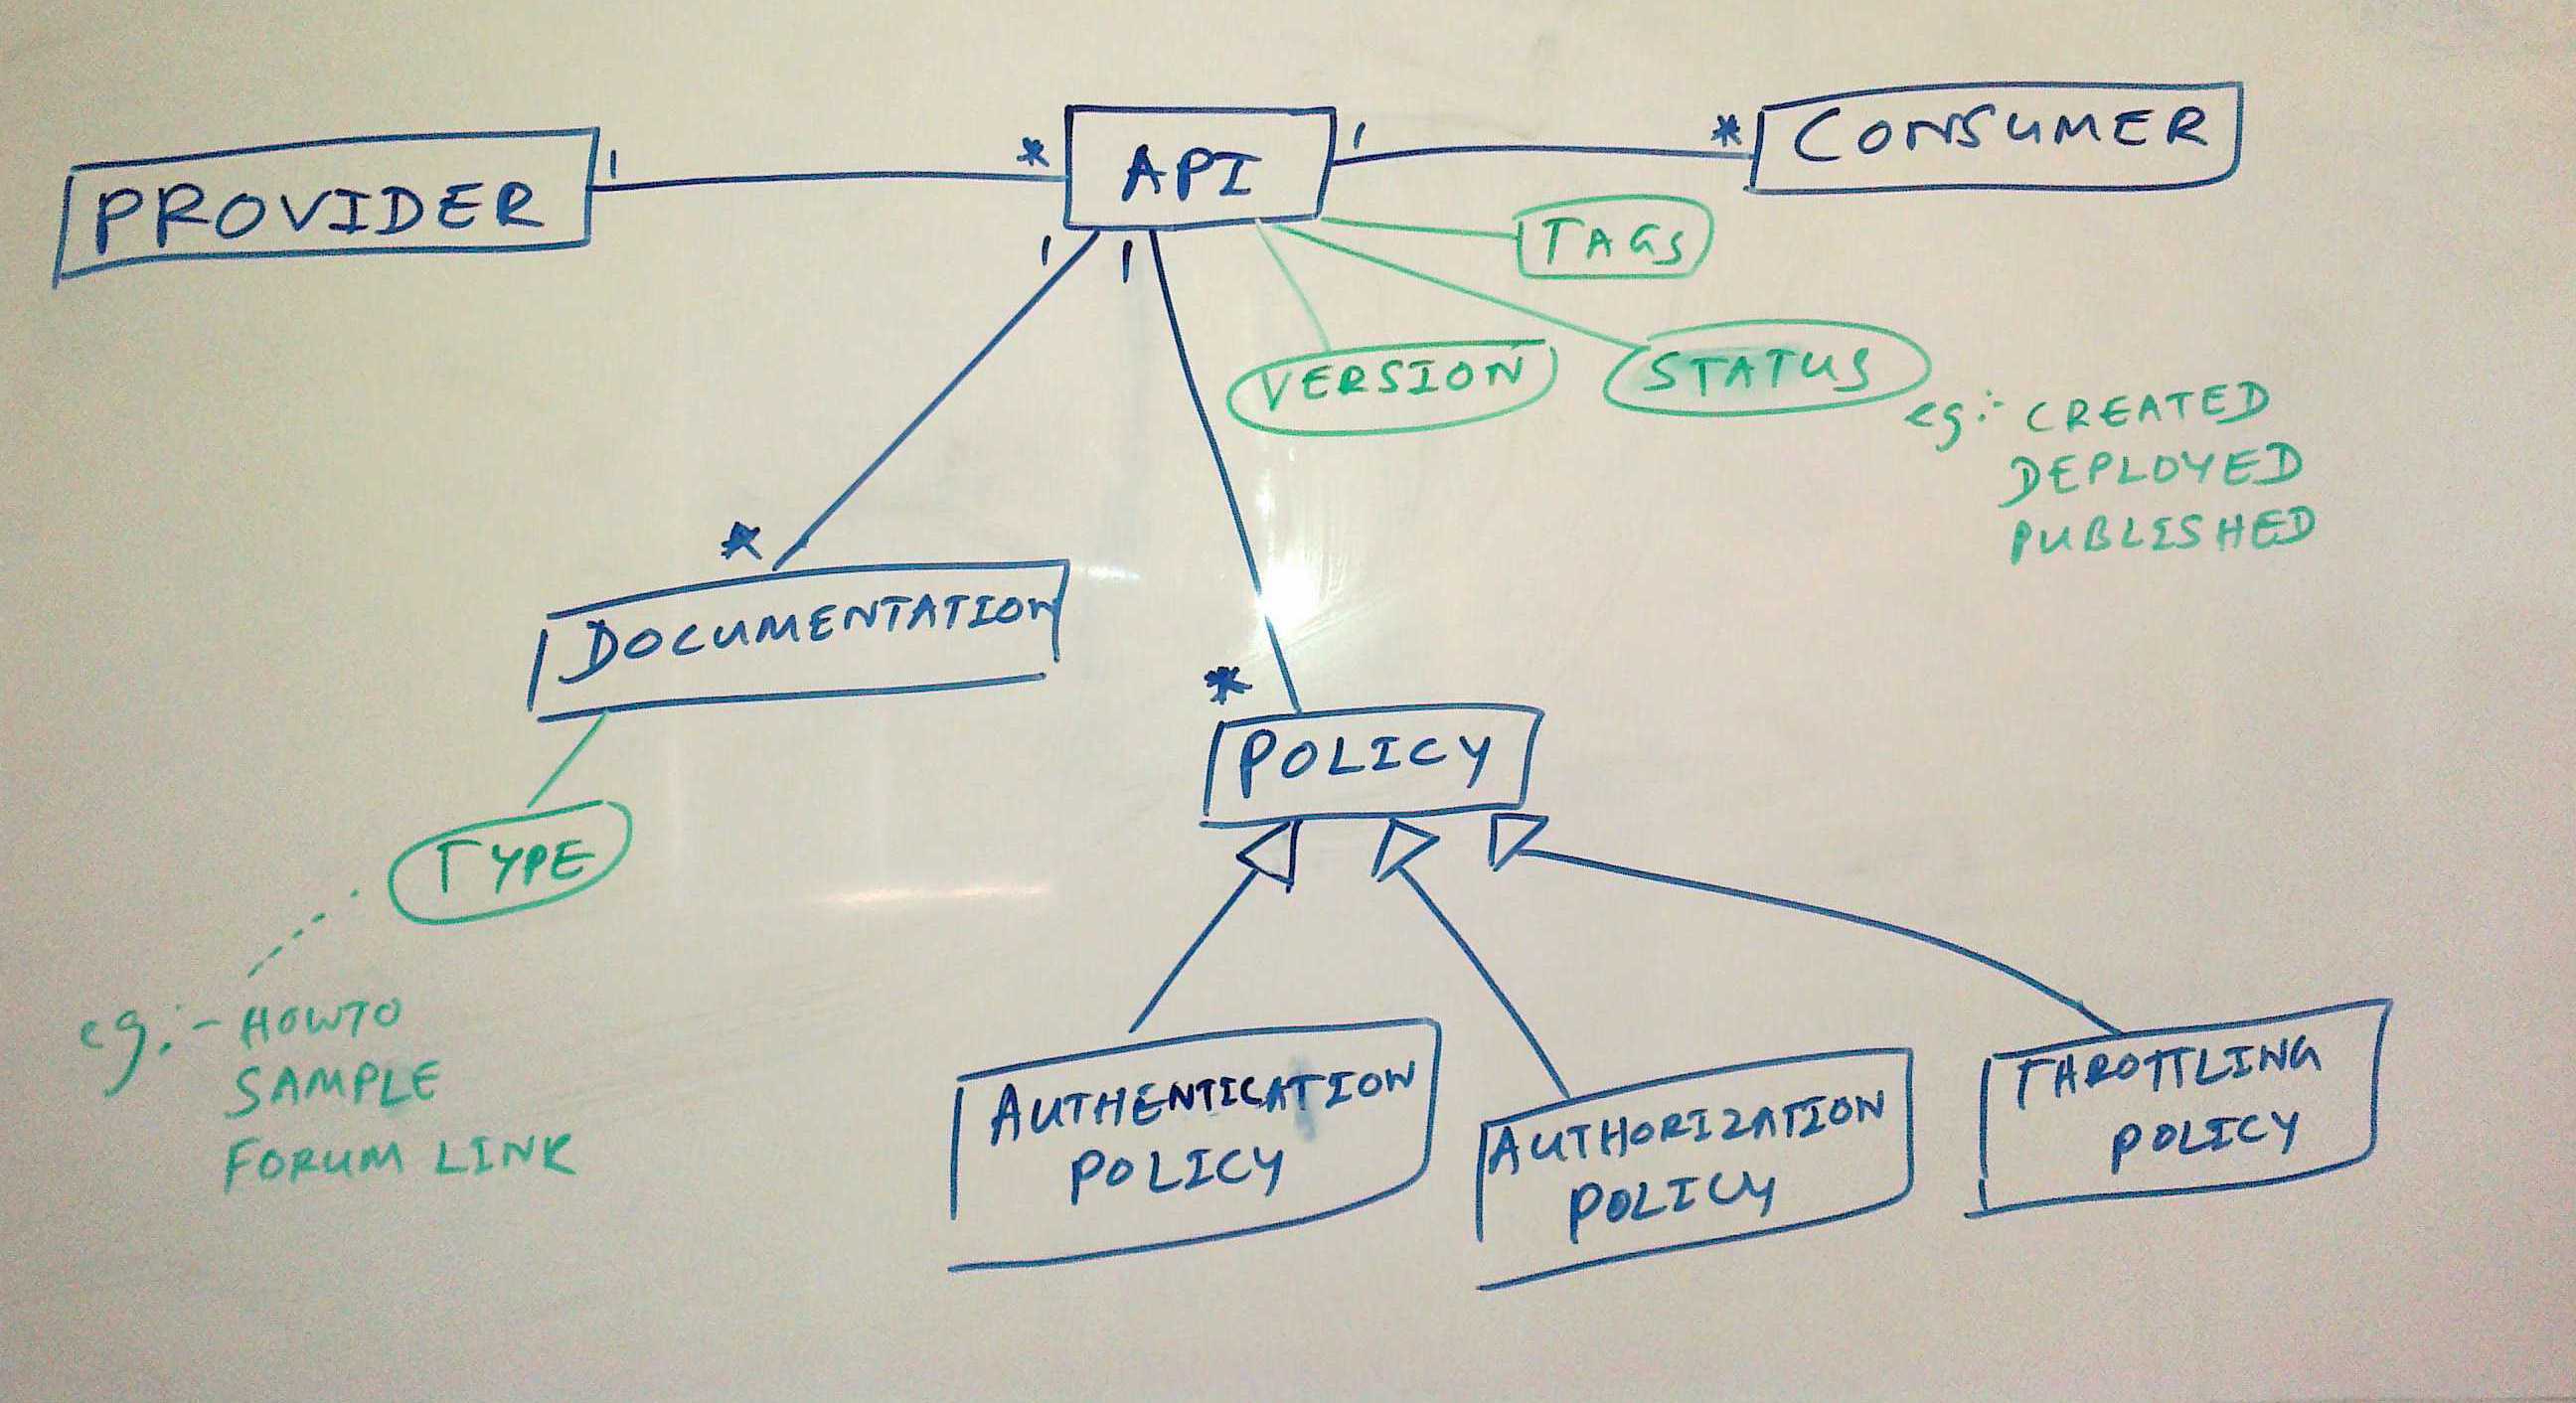 PROVIDER
1
*
API
1
*
CONSUMER
1
1
TAGS
VERSION
STATUS
eg:- CREATED
DEPLOYED
PUBLISHED
*
DOCUMENTATION
*
POLICY
TYPE
eg:- HOWTO
SAMPLE
FORUM LINK
AUTHENTICATION
POLICY
AUTHORIZATION
POLICY
THROTTLING
POLICY